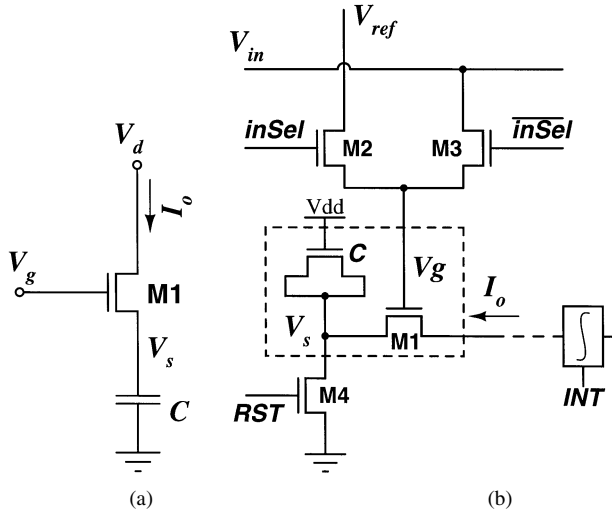 V_ref
V_in
inSel
M2
M3
\overline{inSel}
V_d
I_o
Vdd
C
Vg
V_g
M1
I_o
∫
V_s
V_s
M1
C
RST
M4
INT
(a)
(b)